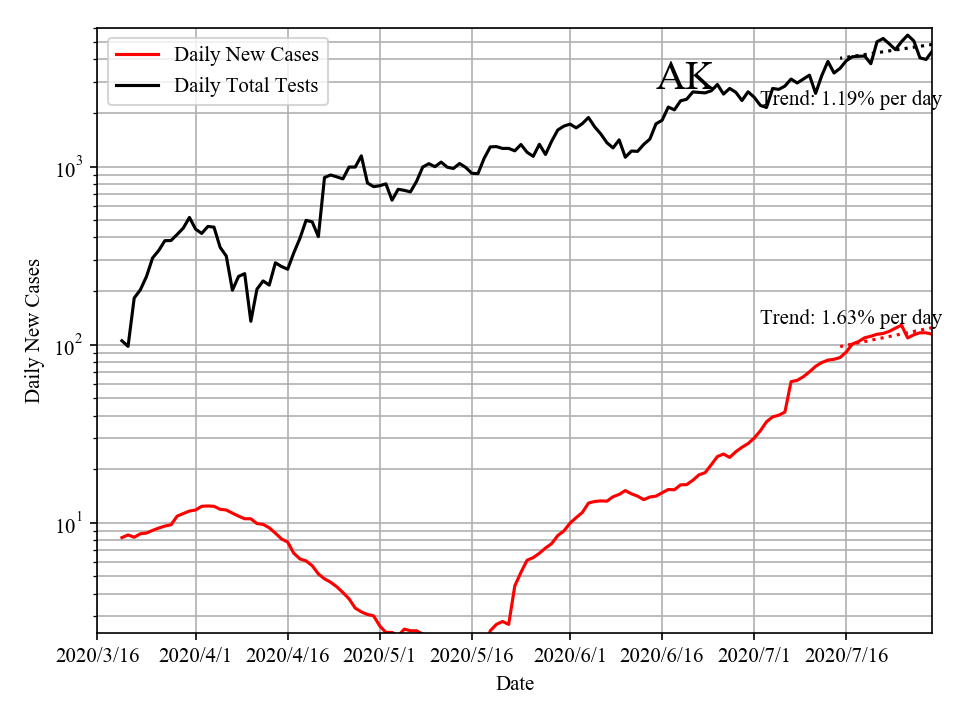 Daily New Cases
Daily Total Tests
AK
Trend: 1.19% per day
Trend: 1.63% per day
10^3
10^2
10^1
Daily New Cases
2020/3/16 2020/4/1 2020/4/16 2020/5/1 2020/5/16 2020/6/1 2020/6/16 2020/7/1 2020/7/16
Date